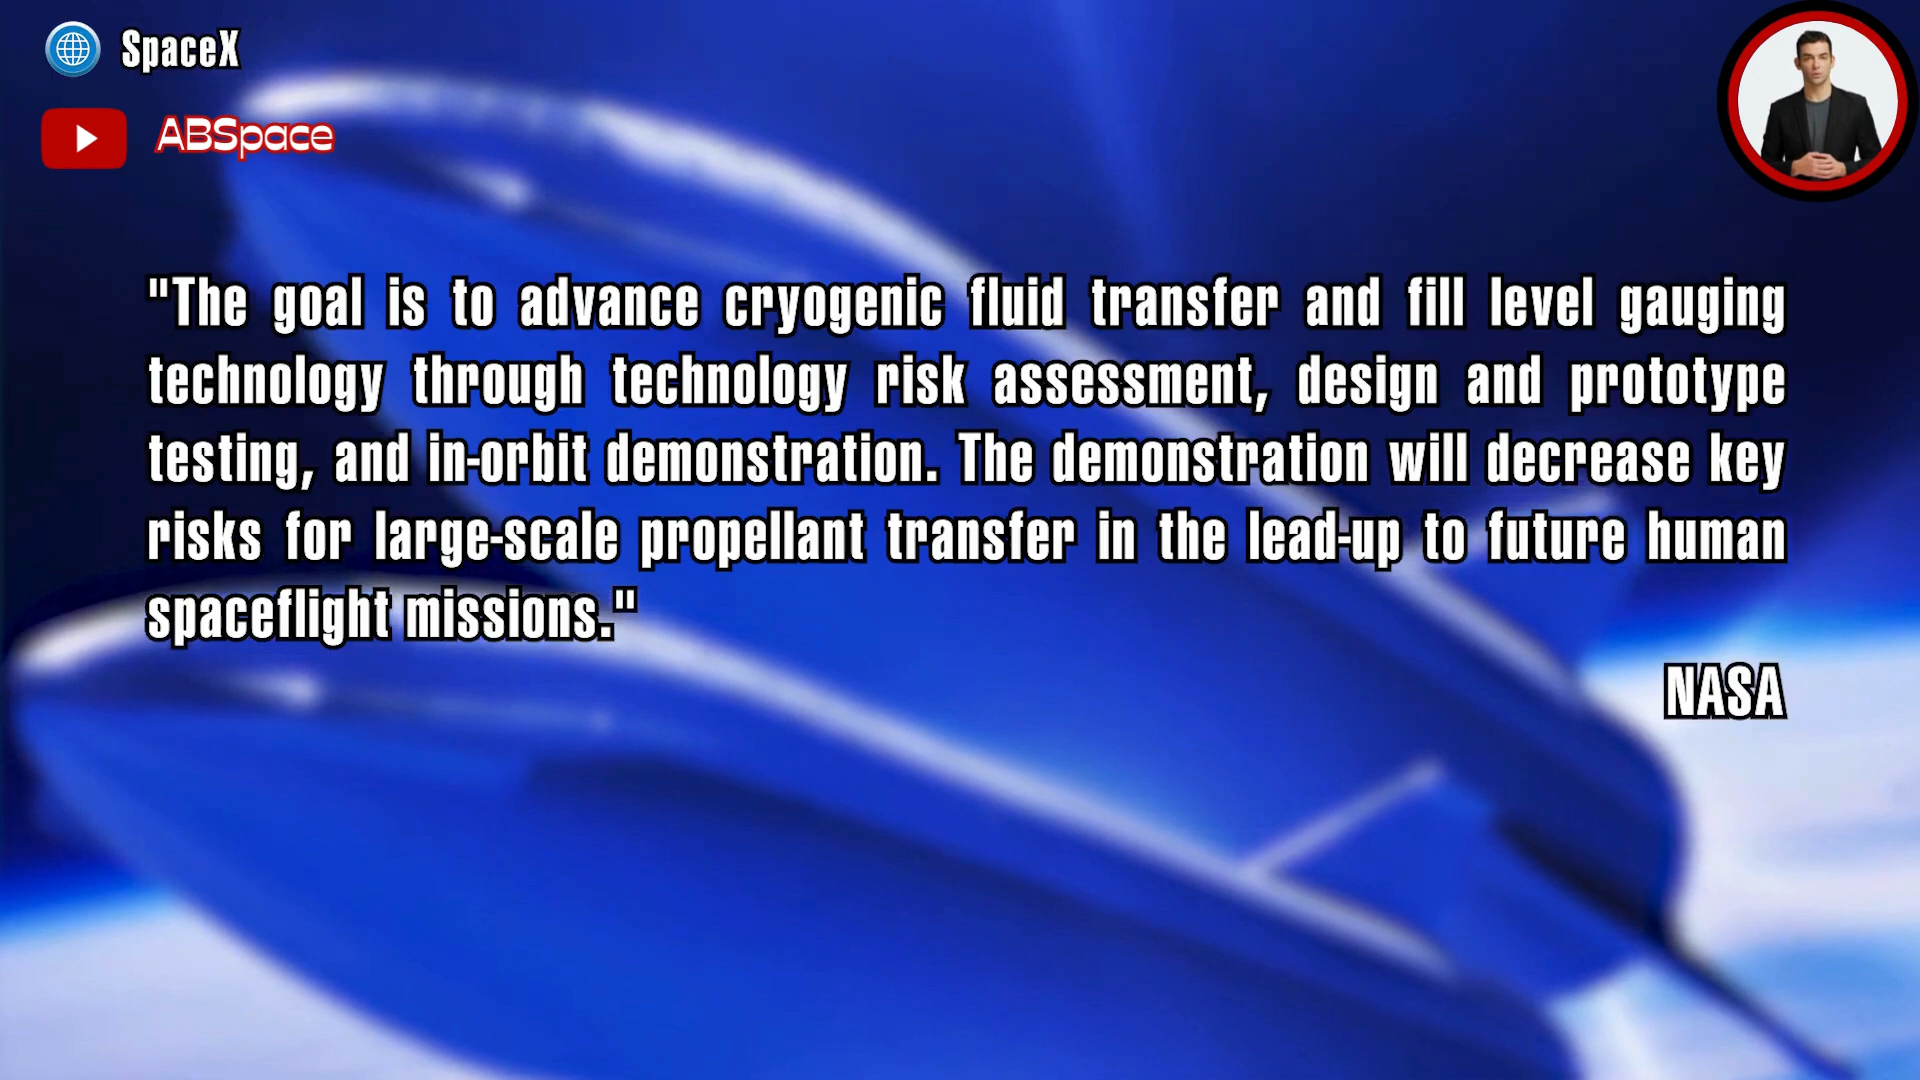 SpaceX
ABSpace
"The goal is to advance cryogenic fluid transfer and fill level gauging
technology through technology risk assessment, design and prototype
testing, and in-orbit demonstration. The demonstration will decrease key
risks for large-scale propellant transfer in the lead-up to future human
spaceflight missions."
NASA